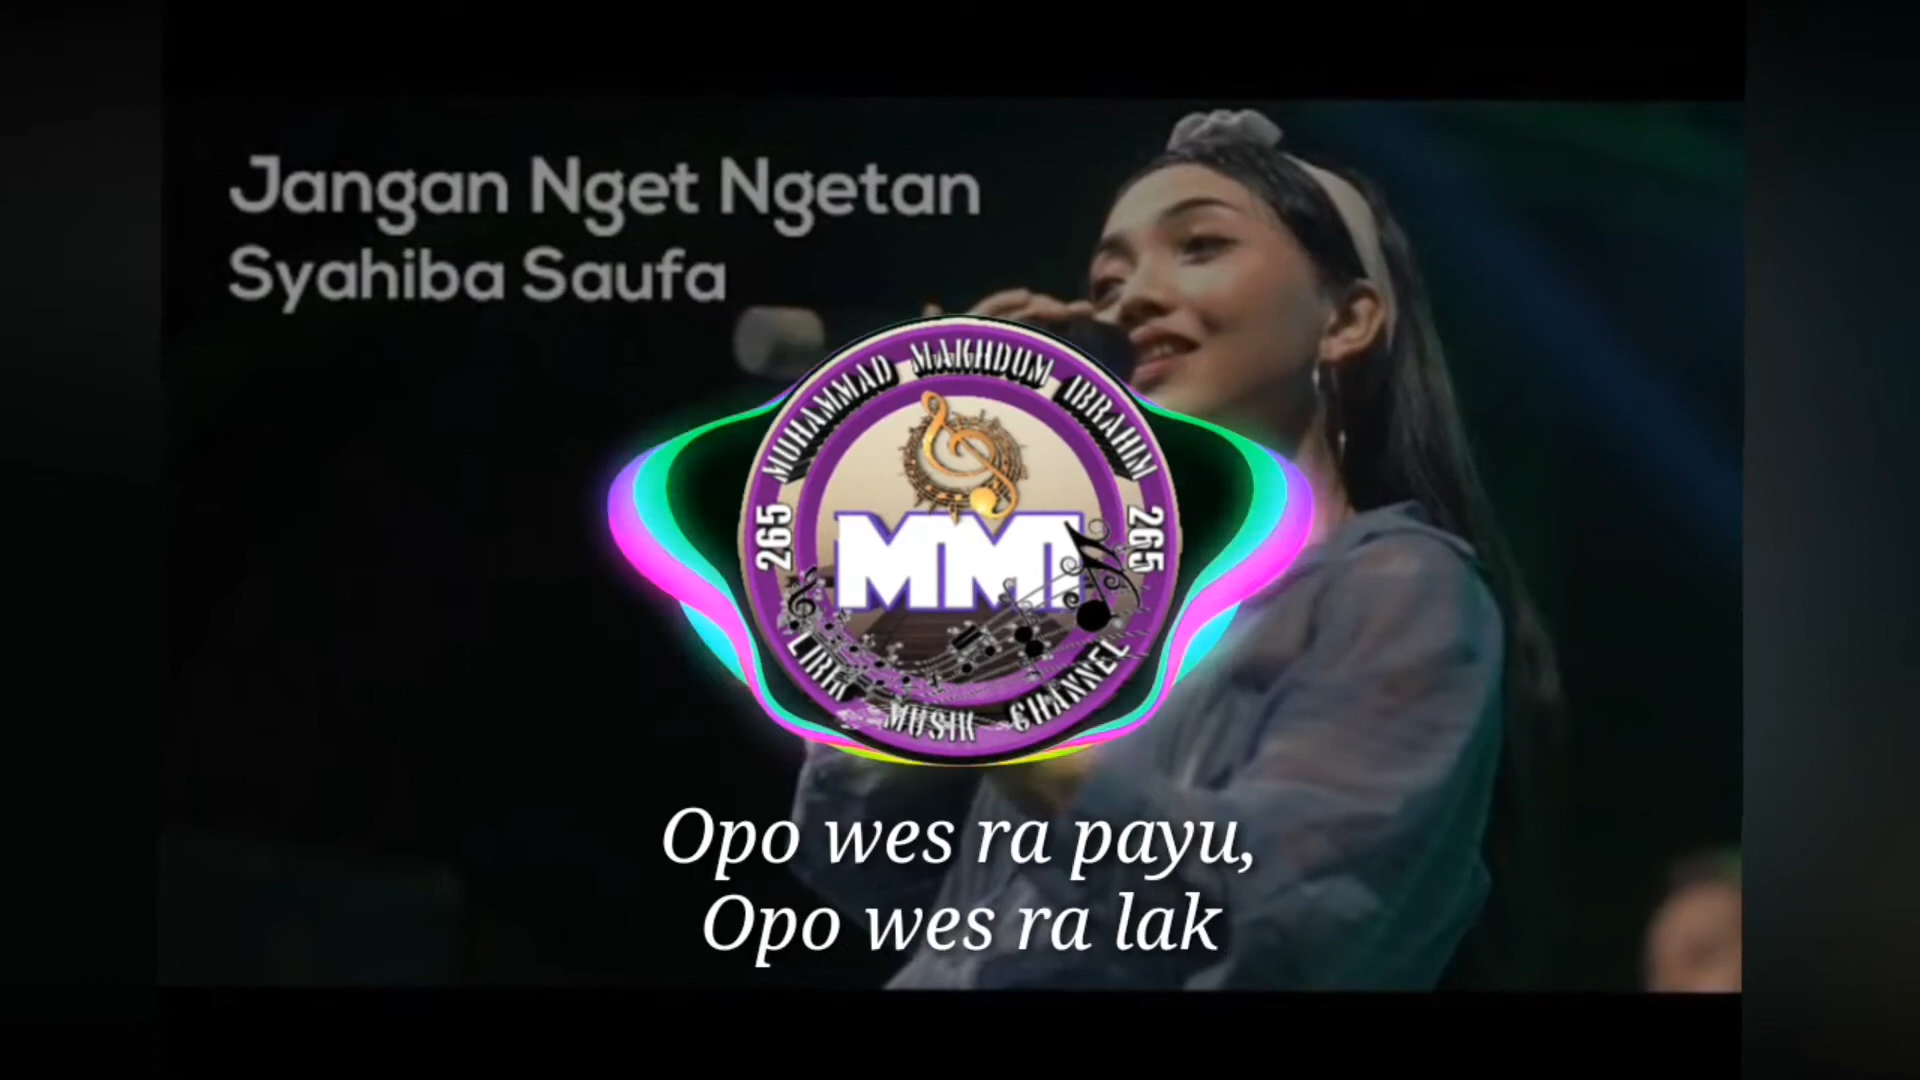 Jangan Nget Ngetan
Syahiba Saufa
MUHAMMAD MAKHDUM IBRAHIM
265
265
MMI
LIRIK MUSIK CHANNEL
Opo wes ra payu,
Opo wes ra lak